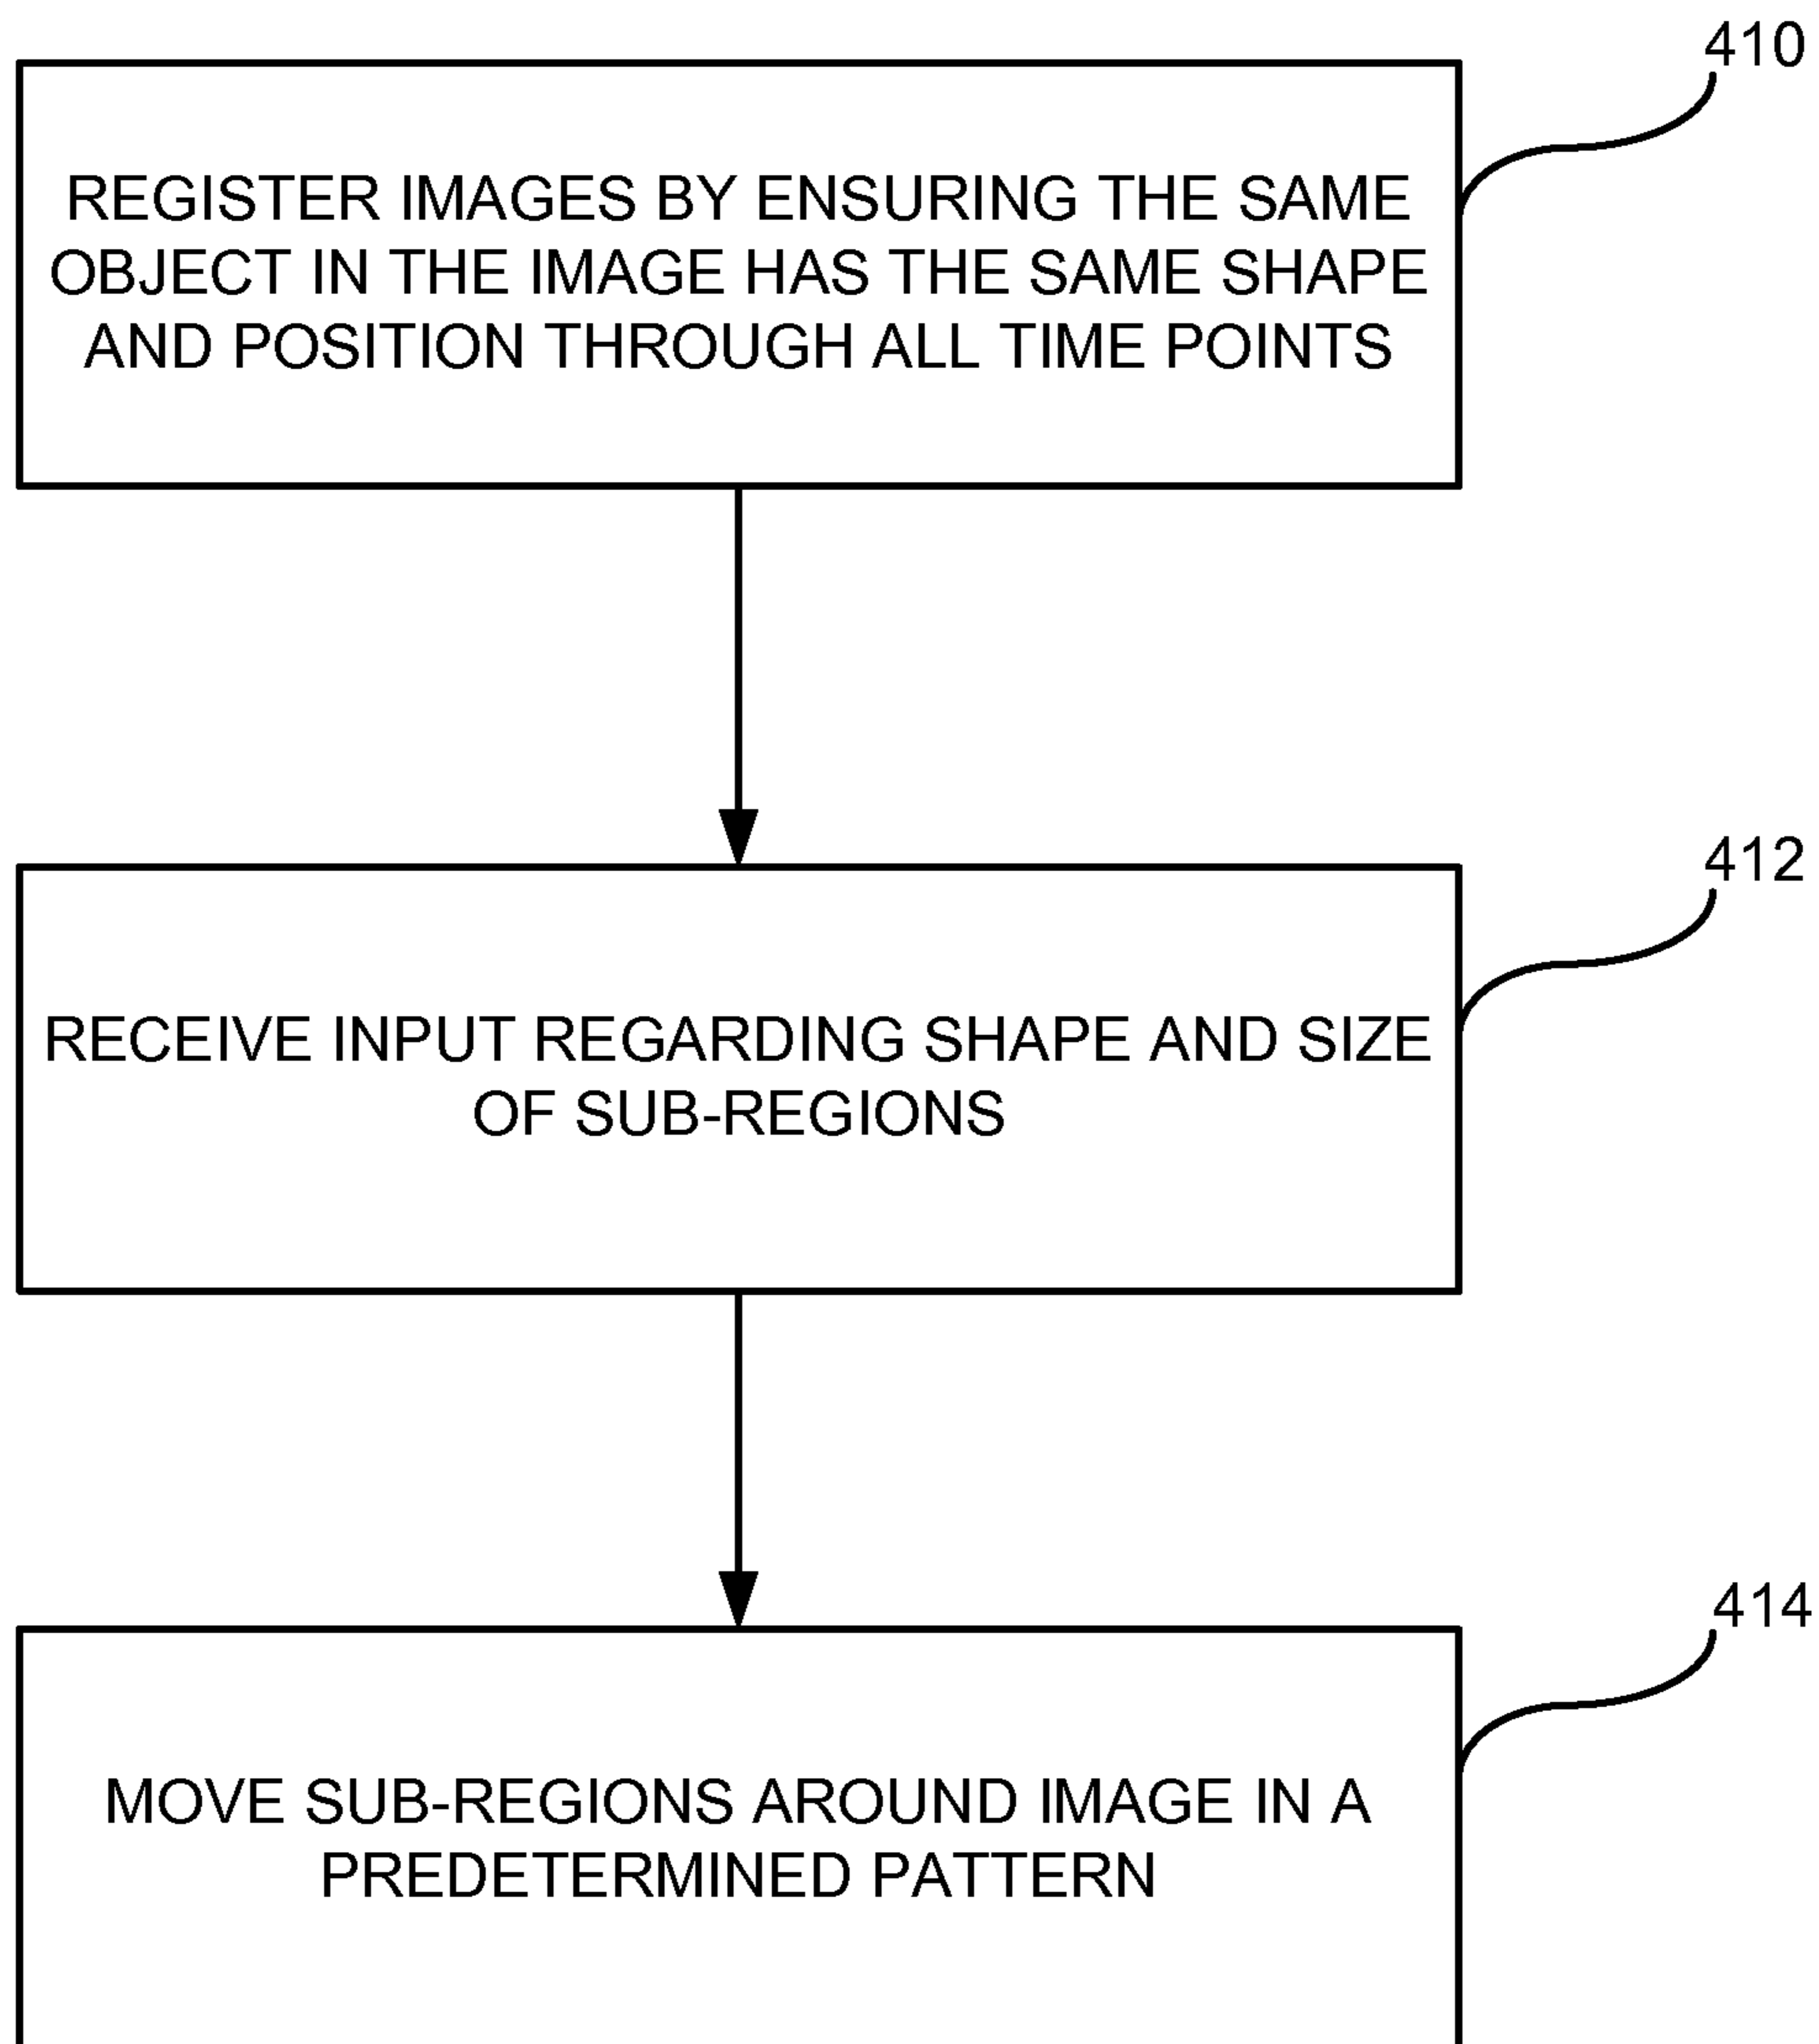 410
REGISTER IMAGES BY ENSURING THE SAME
OBJECT IN THE IMAGE HAS THE SAME SHAPE
AND POSITION THROUGH ALL TIME POINTS
412
RECEIVE INPUT REGARDING SHAPE AND SIZE
OF SUB-REGIONS
414
MOVE SUB-REGIONS AROUND IMAGE IN A
PREDETERMINED PATTERN